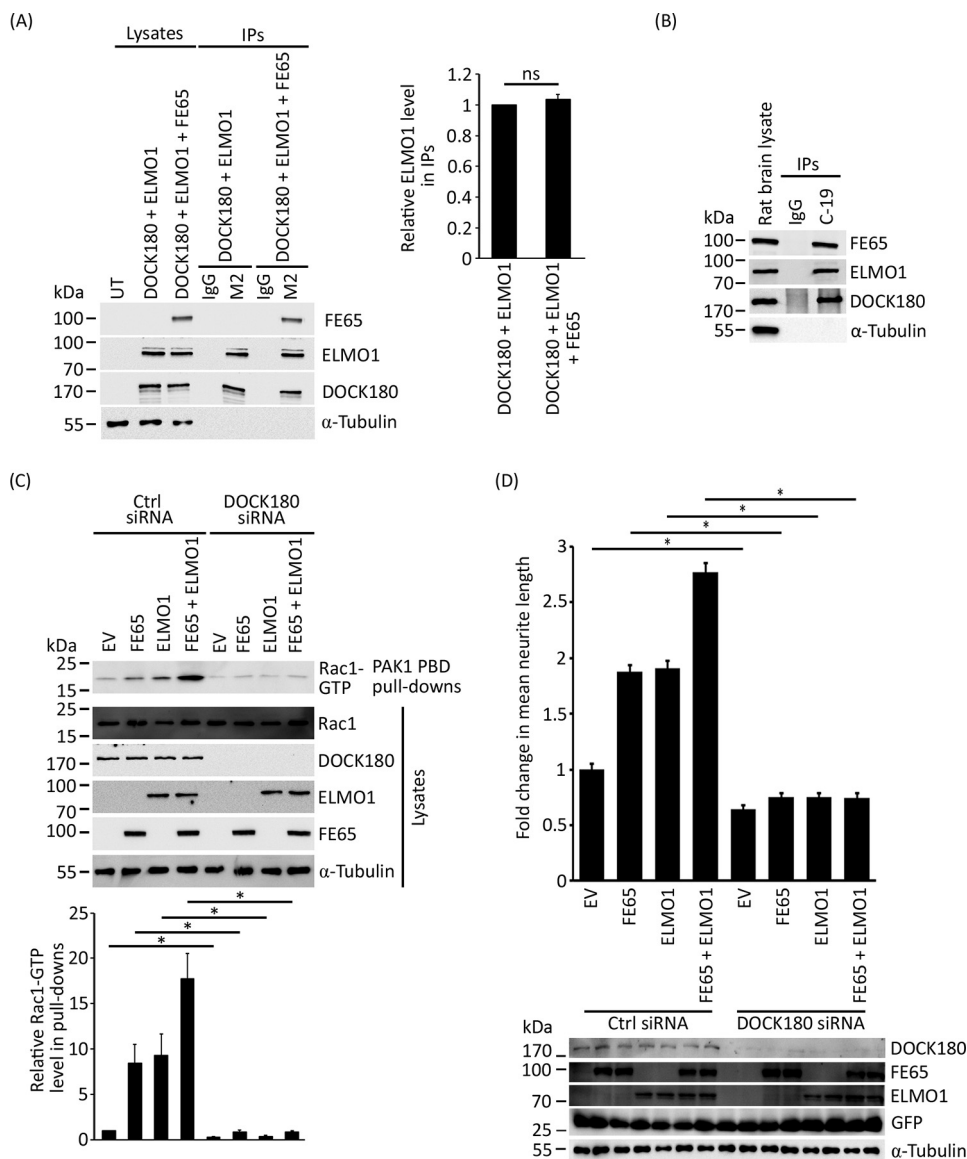 (A)
Lysates
IPs
UT
DOCK180 + ELMO1
DOCK180 + ELMO1 + FE65
IgG
M2
DOCK180 + ELMO1
IgG
M2
DOCK180 + ELMO1 + FE65
kDa
100
FE65
100
70
ELMO1
170
DOCK180
55
α-Tubulin
Relative ELMO1 level
in IPs
1.2
1
0.8
0.6
0.4
0.2
0
ns
DOCK180 + ELMO1
DOCK180 + ELMO1
+ FE65
(B)
Rat brain lysate
IPs
IgG
C-19
kDa
100
FE65
100
70
ELMO1
170
DOCK180
55
α-Tubulin
(C)
Ctrl
siRNA
DOCK180
siRNA
EV
FE65
ELMO1
FE65 + ELMO1
EV
FE65
ELMO1
FE65 + ELMO1
kDa
25
15
Rac1-
GTP
PAK1 PBD
pull-downs
25
15
Rac1
170
DOCK180
100
70
ELMO1
100
FE65
55
α-Tubulin
Lysates
Relative Rac1-GTP
level in pull-downs
25
20
15
10
5
0
*
*
*
*
(D)
Fold change in mean neurite length
3
2.5
2
1.5
1
0.5
0
*
*
*
*
EV
FE65
ELMO1
FE65 + ELMO1
EV
FE65
ELMO1
FE65 + ELMO1
Ctrl siRNA
DOCK180 siRNA
kDa
170
DOCK180
100
FE65
70
ELMO1
25
GFP
55
α-Tubulin